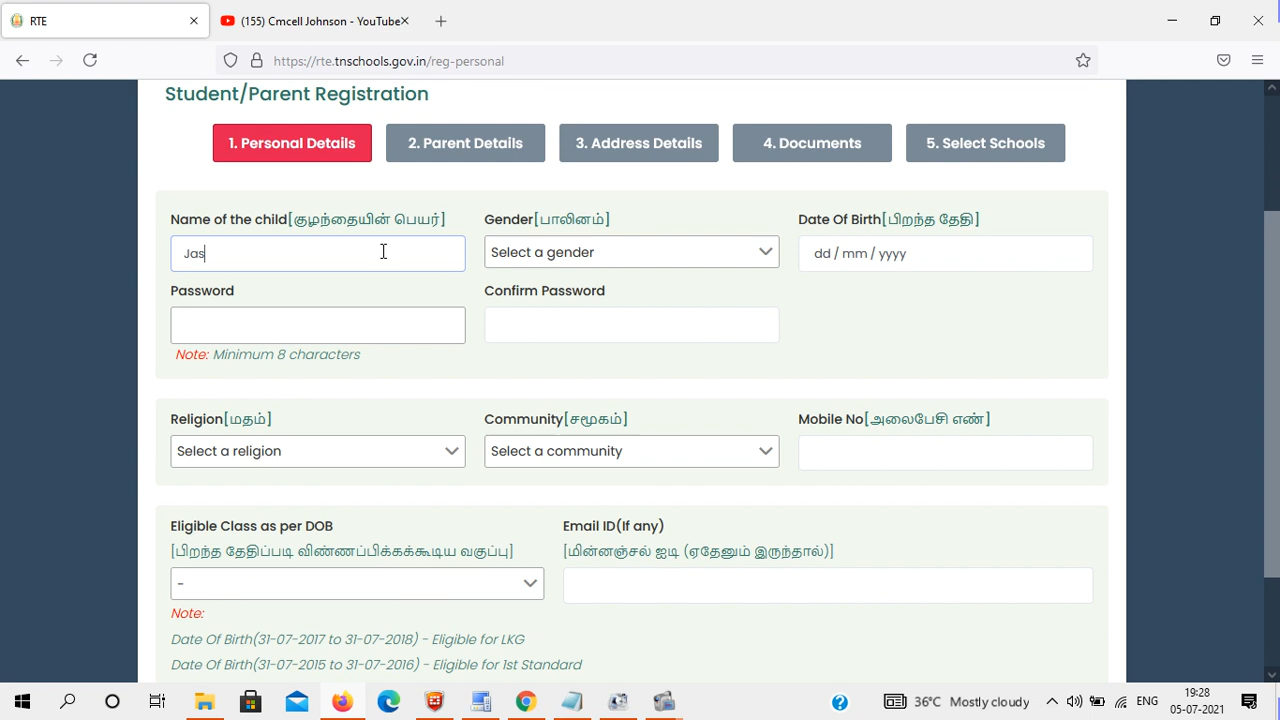 RTE
(155) Cmcell Johnson - YouTube
https://rte.tnschools.gov.in/reg-personal
Student/Parent Registration
1. Personal Details
2. Parent Details
3. Address Details
4. Documents
5. Select Schools
Name of the child[குழந்தையின் பெயர்]
Gender[பாலினம்]
Date Of Birth[பிறந்த தேதி]
Jas
Select a gender
dd / mm / yyyy
Password
Confirm Password
Note: Minimum 8 characters
Religion[மதம்]
Community[சமூகம்]
Mobile No[அலைபேசி எண்]
Select a religion
Select a community
Eligible Class as per DOB
Email ID(If any)
[பிறந்த தேதிப்படி விண்ணப்பிக்கக்கூடிய வகுப்பு]
[மின்னஞ்சல் ஐடி (ஏதேனும் இருந்தால்)]
-
Note:
Date Of Birth(31-07-2017 to 31-07-2018) - Eligible for LKG
Date Of Birth(31-07-2015 to 31-07-2016) - Eligible for 1st Standard
36°C Mostly cloudy
ENG
19:28
05-07-2021